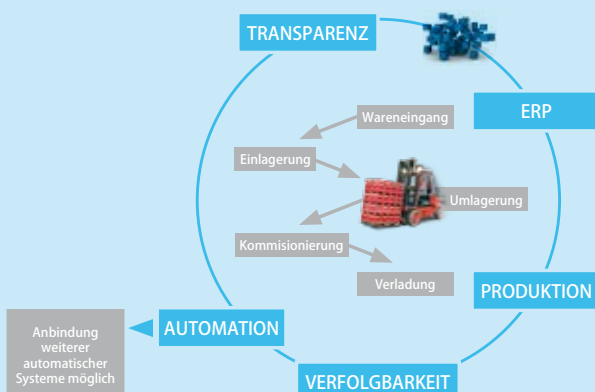 TRANSPARENZ
ERP
Wareneingang
Einlagerung
Umlagerung
Kommisionierung
Verladung
PRODUKTION
AUTOMATION
Anbindung
weiterer
automatischer
Systeme möglich
VERFOLGBARKEIT